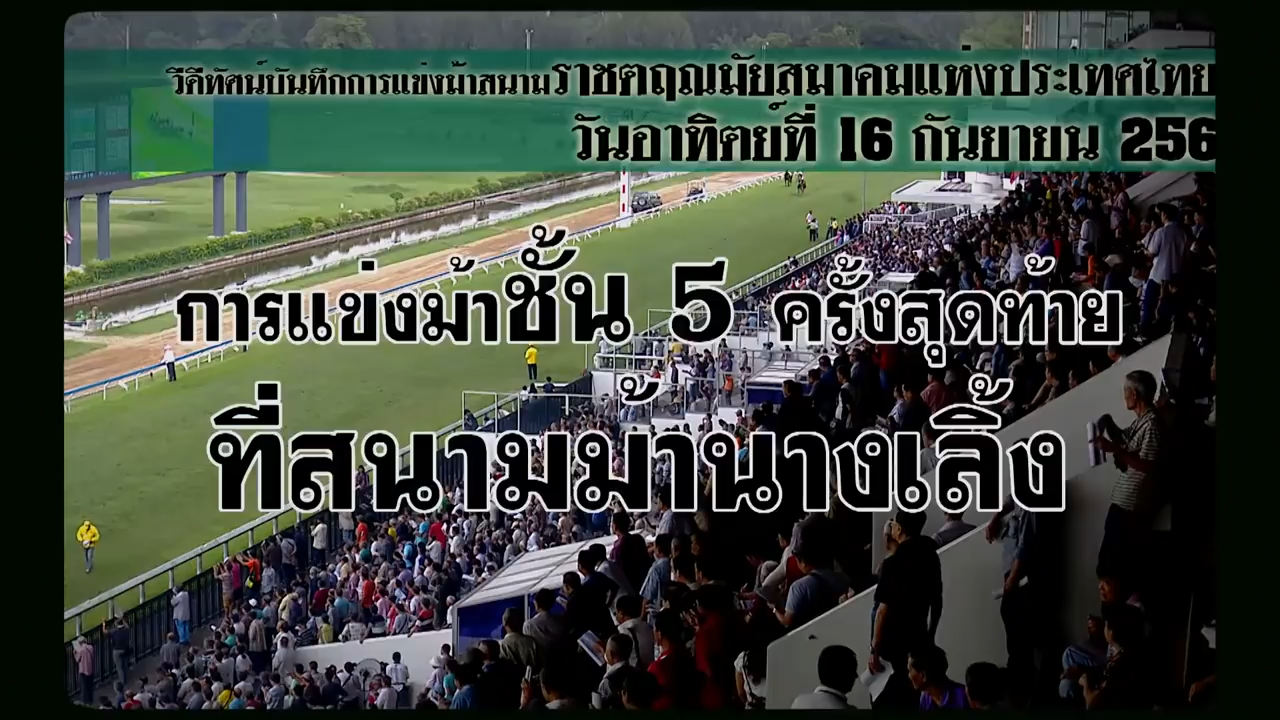 วีดีทัศน์บันทึกการแข่งม้าสนามราชตฤณมัยสมาคมแห่งประเทศไทย
วันอาทิตย์ที่ 16 กันยายน 256
การแข่งม้าชั้น 5 ครั้งสุดท้าย
ที่สนามม้านางเลิ้ง